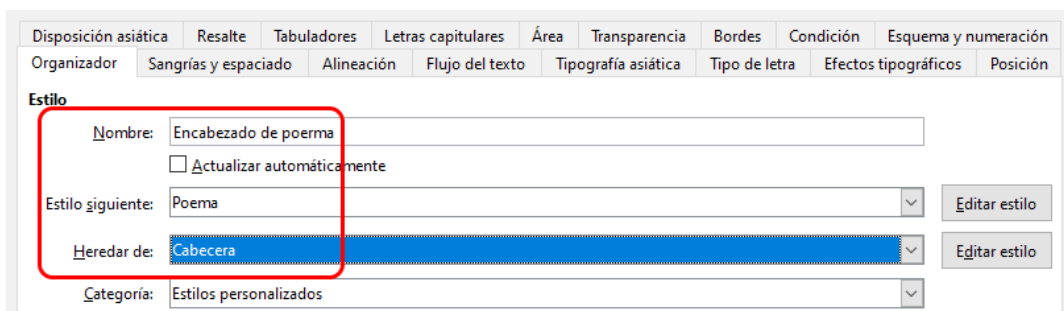 Disposición asiática Resalte Tabuladores Letras capitulares Área Transparencia Bordes Condición Esquema y numeración
Organizador Sangrías y espaciado Alineación Flujo del texto Tipografía asiática Tipo de letra Efectos tipográficos Posición
Estilo
Nombre: Encabezado de poerma
Actualizar automáticamente
Estilo siguiente: Poema Editar estilo
Heredar de: Cabecera Editar estilo
Categoría: Estilos personalizados